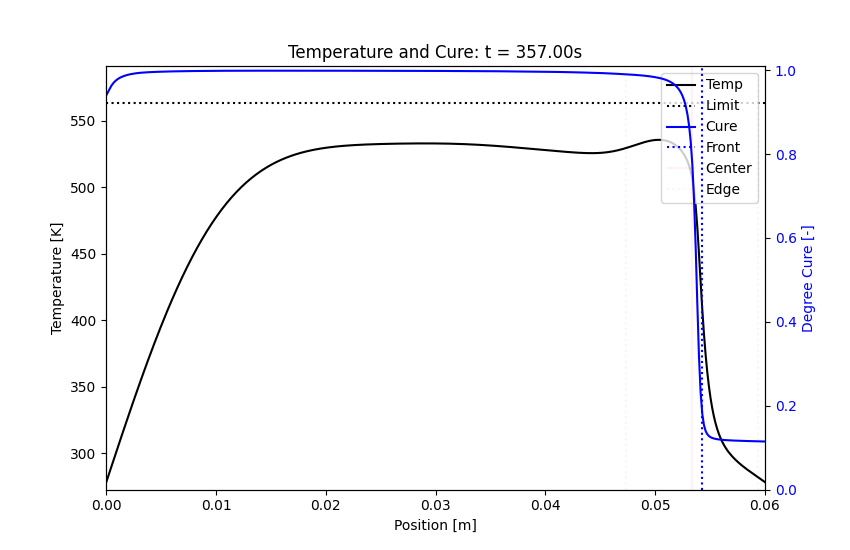 Temperature and Cure: t = 357.00s
Temperature [K]
550
500
450
400
350
300
Temp
Limit
Cure
Front
Center
Edge
1.0
0.8
0.6
0.4
0.2
0.0
Degree Cure [-]
0.00
0.01
0.02
0.03
0.04
0.05
0.06
Position [m]